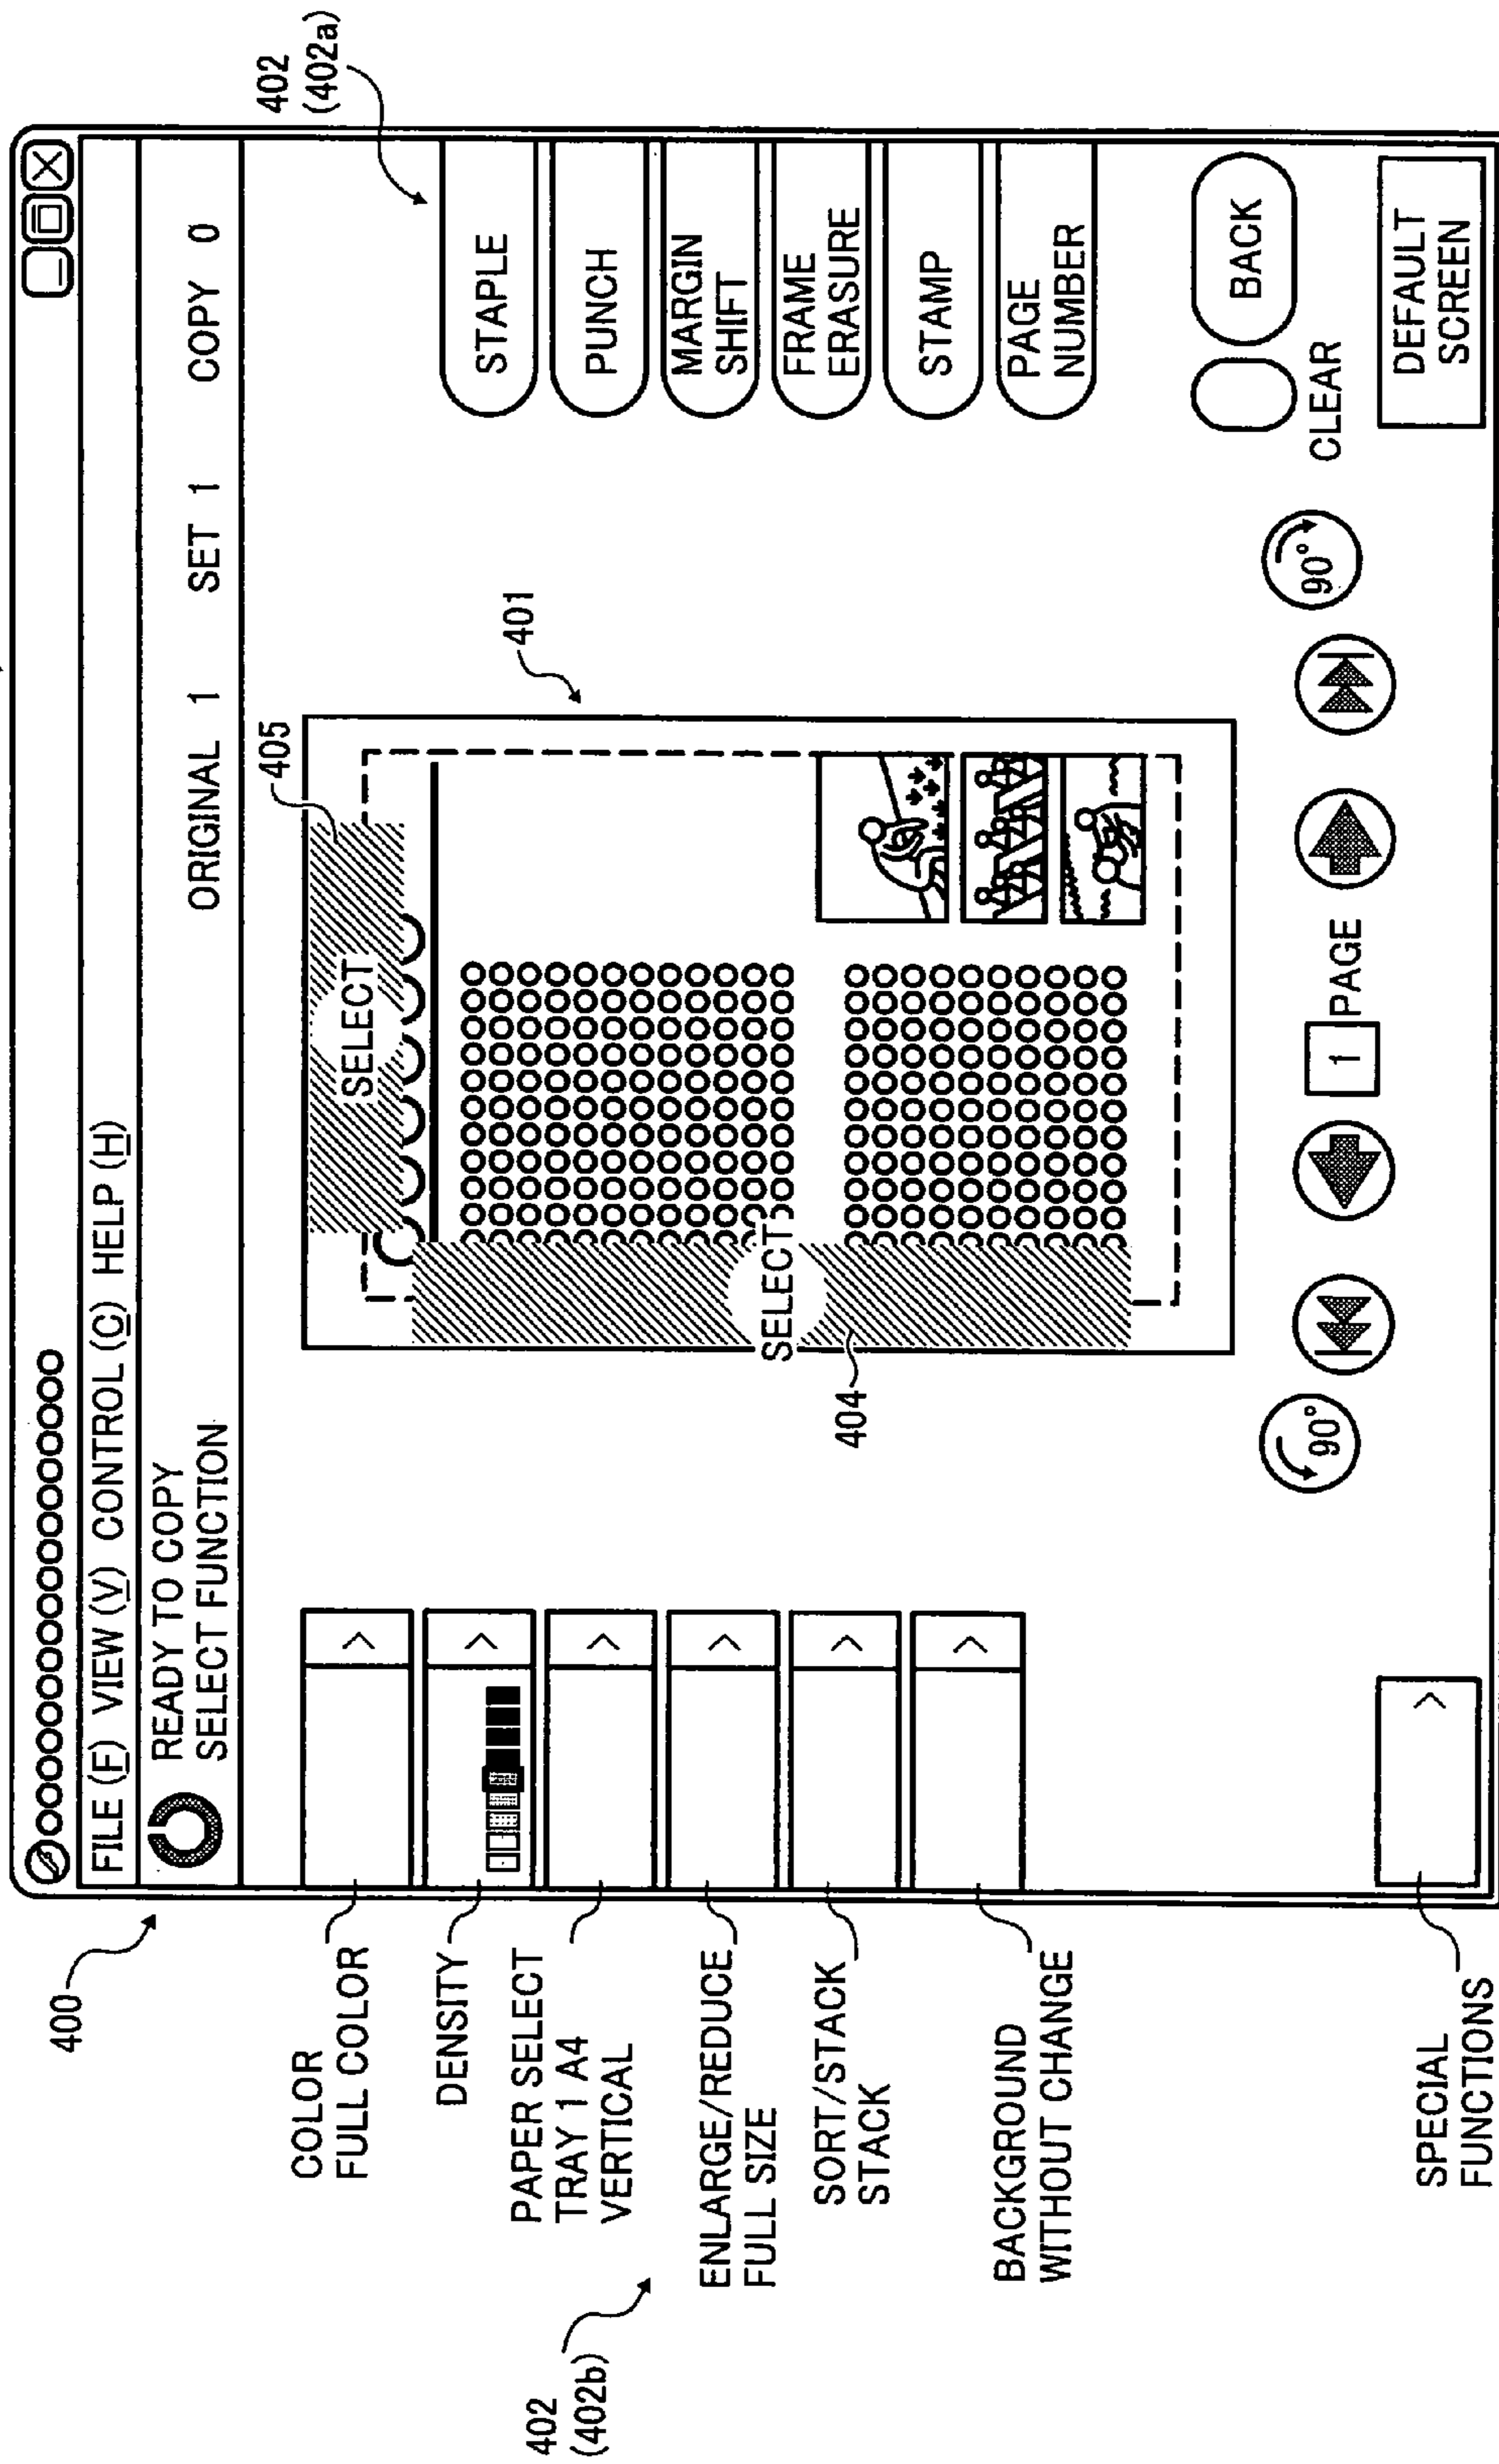 400
○○○○○○○○○○○○○○○○○○
FILE (F) VIEW (V) CONTROL (C) HELP (H)
READY TO COPY
SELECT FUNCTION
ORIGINAL 1 SET 1 COPY 0
402
(402a)
COLOR
FULL COLOR
DENSITY
PAPER SELECT
TRAY 1 A4
VERTICAL
ENLARGE/REDUCE
FULL SIZE
SORT/STACK
STACK
BACKGROUND
WITHOUT CHANGE
402
(402b)
SPECIAL
FUNCTIONS
405
SELECT
401
SELECT
404
STAPLE
PUNCH
MARGIN
SHIFT
FRAME
ERASURE
STAMP
PAGE
NUMBER
BACK
CLEAR
90°
1 PAGE
90°
DEFAULT
SCREEN